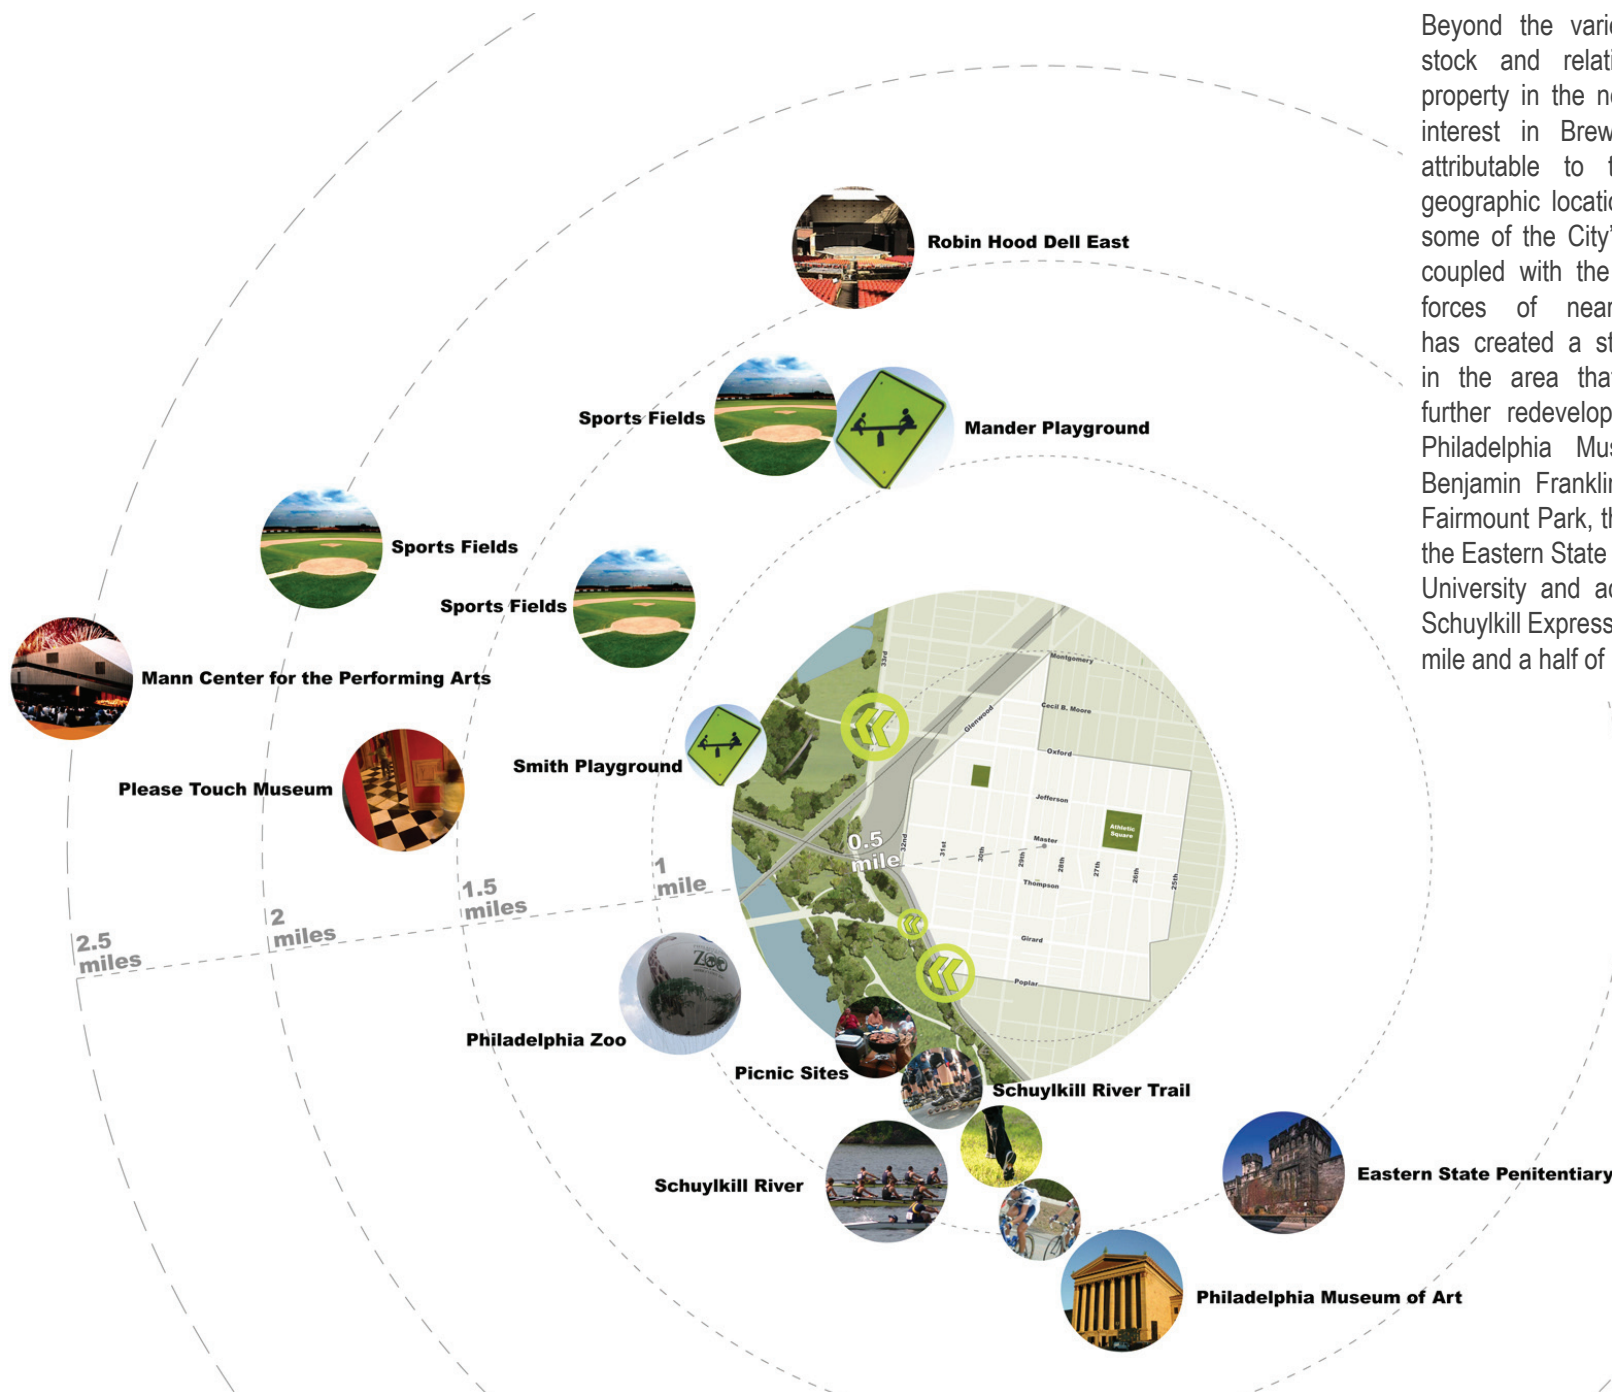 Beyond the vari
stock and relati
property in the n
interest in Brew
attributable to t
geographic locatio
some of the City'
coupled with the
forces of near
has created a st
in the area that
further redevelop
Philadelphia Mus
Benjamin Franklin
Fairmount Park, th
the Eastern State
University and a
Schuylkill Express
mile and a half of
Robin Hood Dell East
Sports Fields
Mander Playground
Sports Fields
Sports Fields
Mann Center for the Performing Arts
Please Touch Museum
Smith Playground
33rd
Montgomery
Cecil B. Moore
Glenwood
Oxford
Jefferson
Athletic
Square
Master
32nd
31st
30th
29th
28th
27th
26th
25th
Thompson
Girard
Poplar
0.5
mile
1
mile
1.5
miles
2
miles
2.5
miles
ZOO
Philadelphia Zoo
Picnic Sites
Schuylkill River Trail
Schuylkill River
Eastern State Penitentiary
Philadelphia Museum of Art